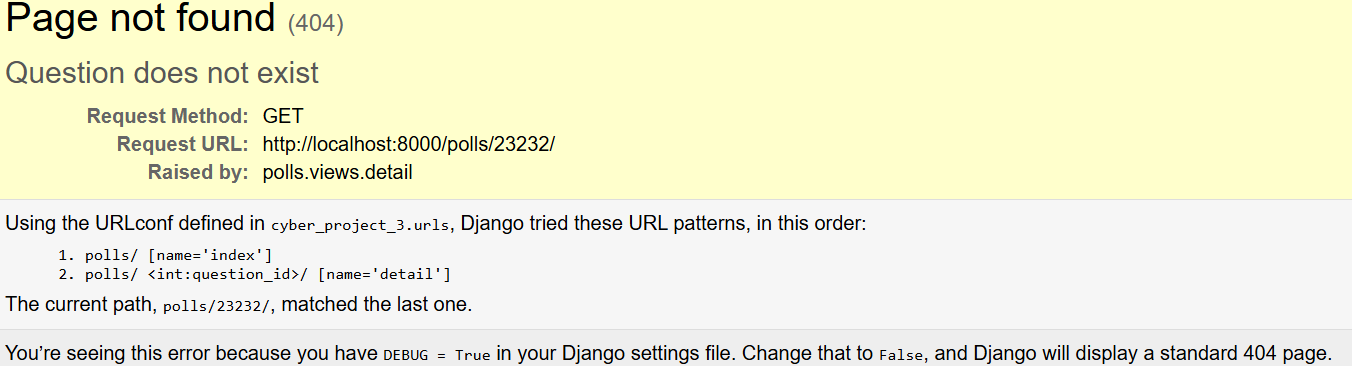 Page not found (404)
Question does not exist
Request Method: GET
Request URL: http://localhost:8000/polls/23232/
Raised by: polls.views.detail
Using the URLconf defined in cyber_project_3.urls, Django tried these URL patterns, in this order:
1. polls/ [name='index']
2. polls/ <int:question_id>/ [name='detail']
The current path, polls/23232/, matched the last one.
You’re seeing this error because you have DEBUG = True in your Django settings file. Change that to False, and Django will display a standard 404 page.